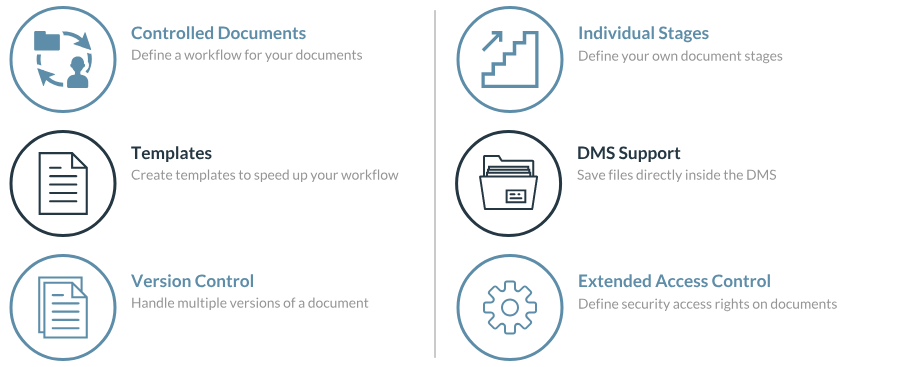 Controlled Documents
Define a workflow for your documents
Templates
Create templates to speed up your workflow
Version Control
Handle multiple versions of a document
Individual Stages
Define your own document stages
DMS Support
Save files directly inside the DMS
Extended Access Control
Define security access rights on documents